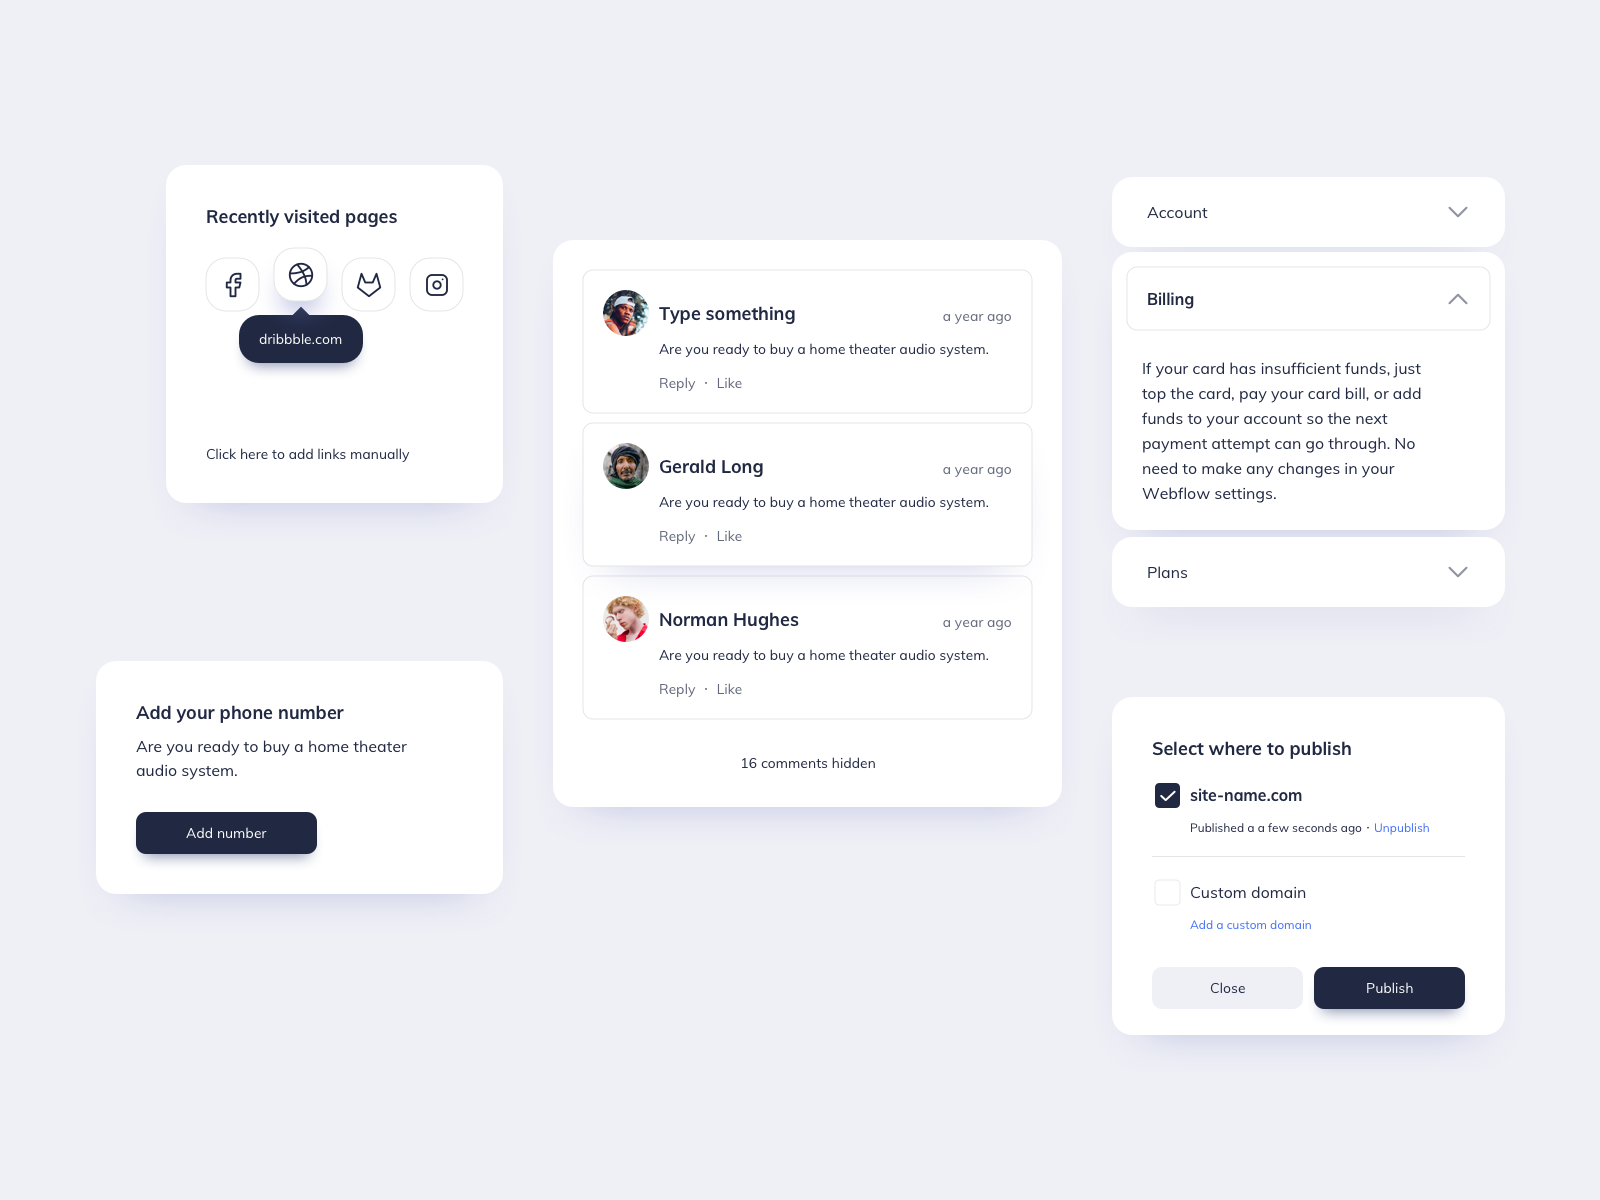 Recently visited pages
dribbble.com
Click here to add links manually
Add your phone number
Are you ready to buy a home theater
audio system.
Add number
Type something
a year ago
Are you ready to buy a home theater audio system.
Reply · Like
Gerald Long
a year ago
Are you ready to buy a home theater audio system.
Reply · Like
Norman Hughes
a year ago
Are you ready to buy a home theater audio system.
Reply · Like
16 comments hidden
Account
Billing
If your card has insufficient funds, just
top the card, pay your card bill, or add
funds to your account so the next
payment attempt can go through. No
need to make any changes in your
Webflow settings.
Plans
Select where to publish
site-name.com
Published a a few seconds ago · Unpublish
Custom domain
Add a custom domain
Close
Publish